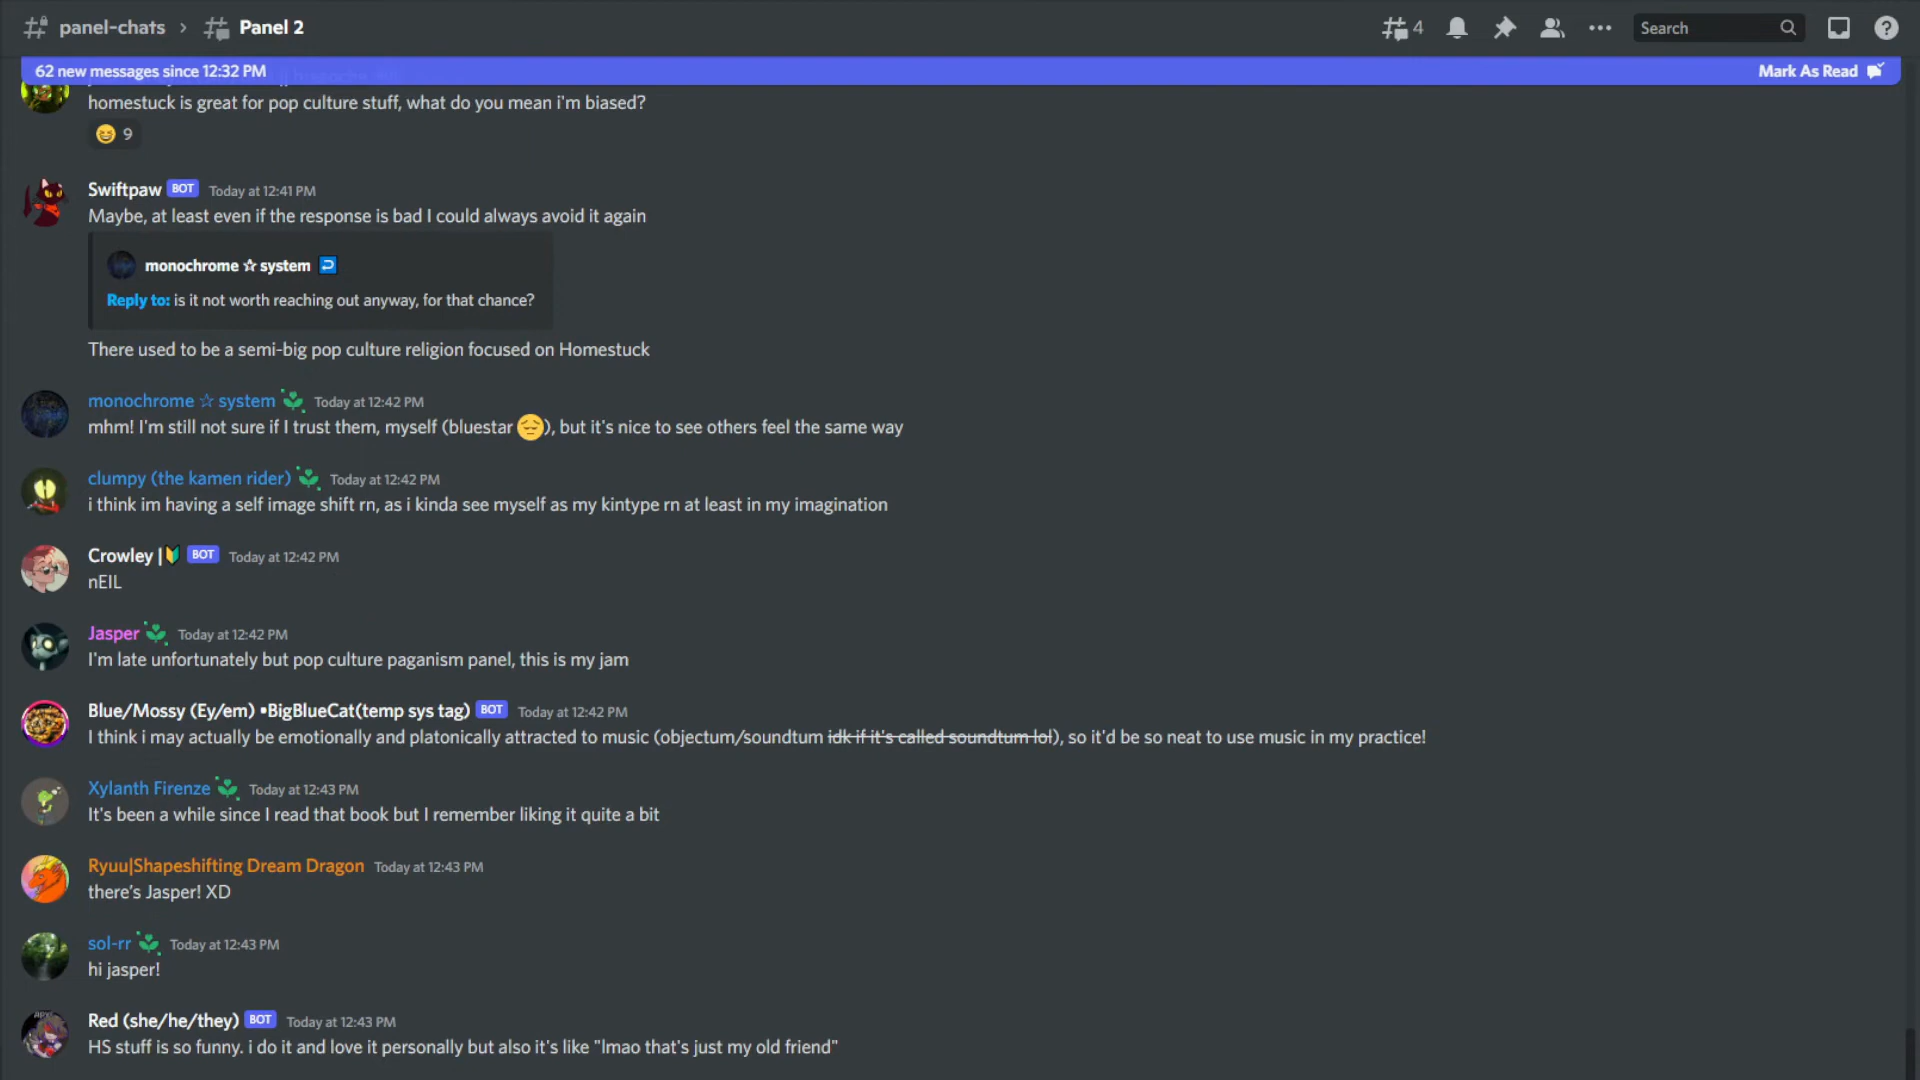 panel-chats › Panel 2
4
Search
62 new messages since 12:32 PM
Mark As Read
homestuck is great for pop culture stuff, what do you mean i'm biased?
9
Swiftpaw BOT Today at 12:41 PM
Maybe, at least even if the response is bad I could always avoid it again
monochrome ☆ system
Reply to: is it not worth reaching out anyway, for that chance?
There used to be a semi-big pop culture religion focused on Homestuck
monochrome ☆ system Today at 12:42 PM
mhm! I'm still not sure if I trust them, myself (bluestar 😔), but it's nice to see others feel the same way
clumpy (the kamen rider) Today at 12:42 PM
i think im having a self image shift rn, as i kinda see myself as my kintype rn at least in my imagination
Crowley |🔰 BOT Today at 12:42 PM
nEIL
Jasper Today at 12:42 PM
I'm late unfortunately but pop culture paganism panel, this is my jam
Blue/Mossy (Ey/em) •BigBlueCat(temp sys tag) BOT Today at 12:42 PM
I think i may actually be emotionally and platonically attracted to music (objectum/soundtum idk if it's called soundtum lol), so it'd be so neat to use music in my practice!
Xylanth Firenze Today at 12:43 PM
It's been a while since I read that book but I remember liking it quite a bit
Ryuu|Shapeshifting Dream Dragon Today at 12:43 PM
there's Jasper! XD
sol-rr Today at 12:43 PM
hi jasper!
Red (she/he/they) BOT Today at 12:43 PM
HS stuff is so funny. i do it and love it personally but also it's like "lmao that's just my old friend"